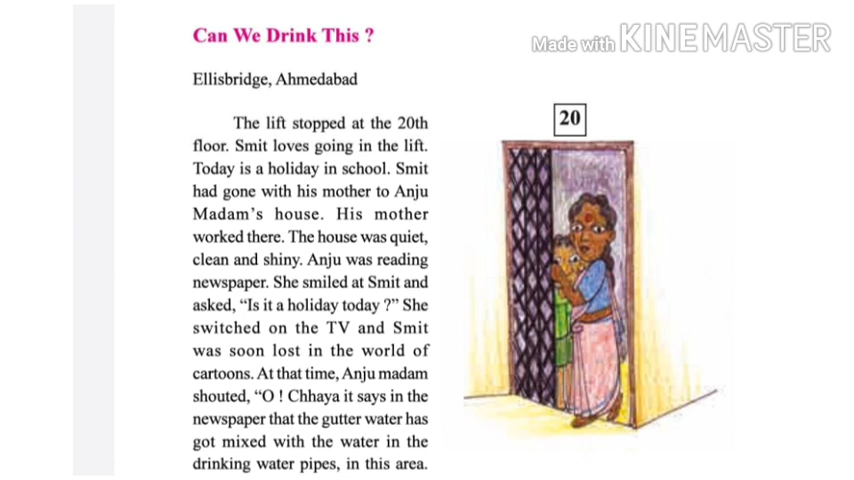 Can We Drink This ?
Made with KINEMASTER
Ellisbridge, Ahmedabad
20
The lift stopped at the 20th
floor. Smit loves going in the lift.
Today is a holiday in school. Smit
had gone with his mother to Anju
Madam's house. His mother
worked there. The house was quiet,
clean and shiny. Anju was reading
newspaper. She smiled at Smit and
asked, “Is it a holiday today ?” She
switched on the TV and Smit
was soon lost in the world of
cartoons. At that time, Anju madam
shouted, “O ! Chhaya it says in the
newspaper that the gutter water has
got mixed with the water in the
drinking water pipes, in this area.